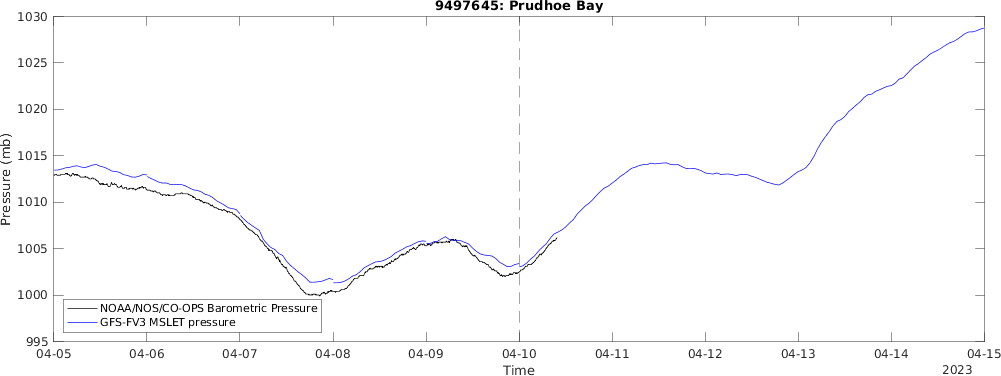 9497645: Prudhoe Bay
1030
1025
1020
1015
1010
1005
1000
995
Pressure (mb)
NOAA/NOS/CO-OPS Barometric Pressure
GFS-FV3 MSLET pressure
04-05 04-06 04-07 04-08 04-09 04-10 04-11 04-12 04-13 04-14 04-15
Time
2023